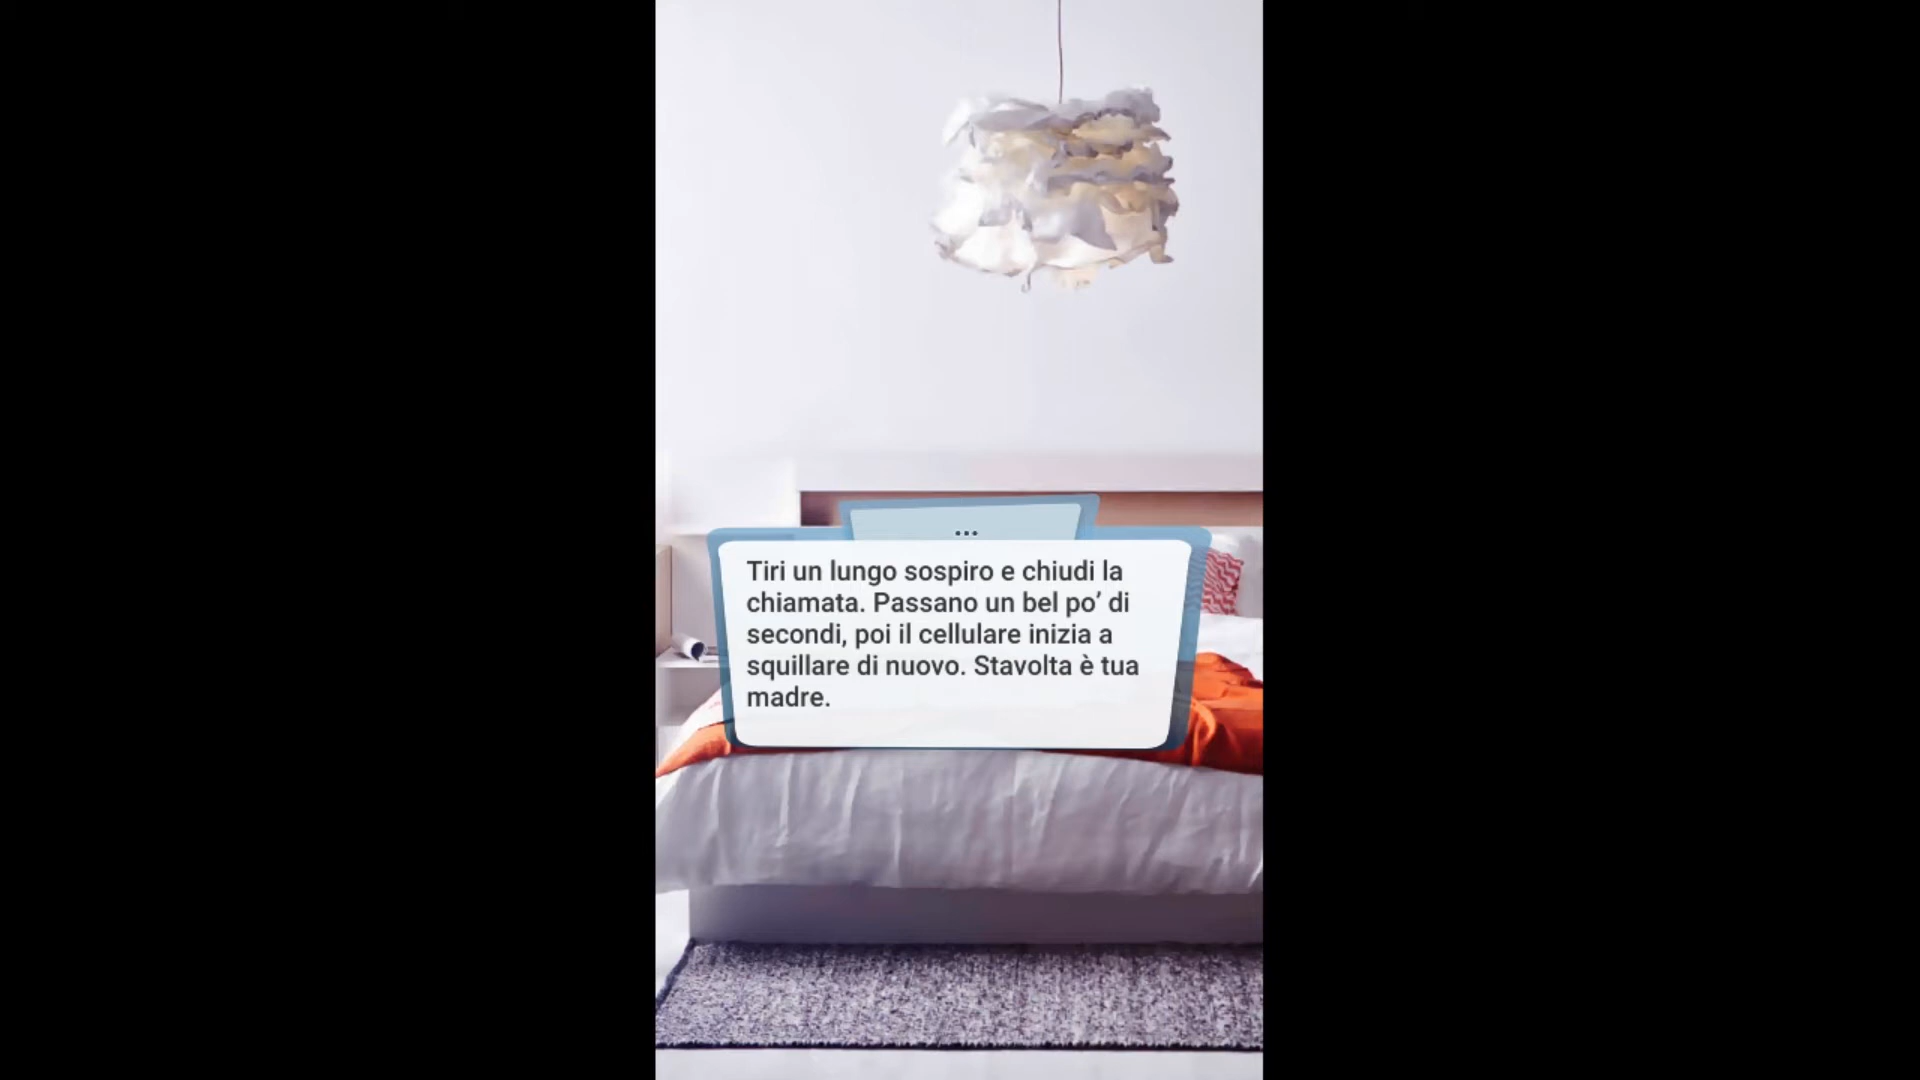 ...
Tiri un lungo sospiro e chiudi la
chiamata. Passano un bel po’ di
secondi, poi il cellulare inizia a
squillare di nuovo. Stavolta è tua
madre.